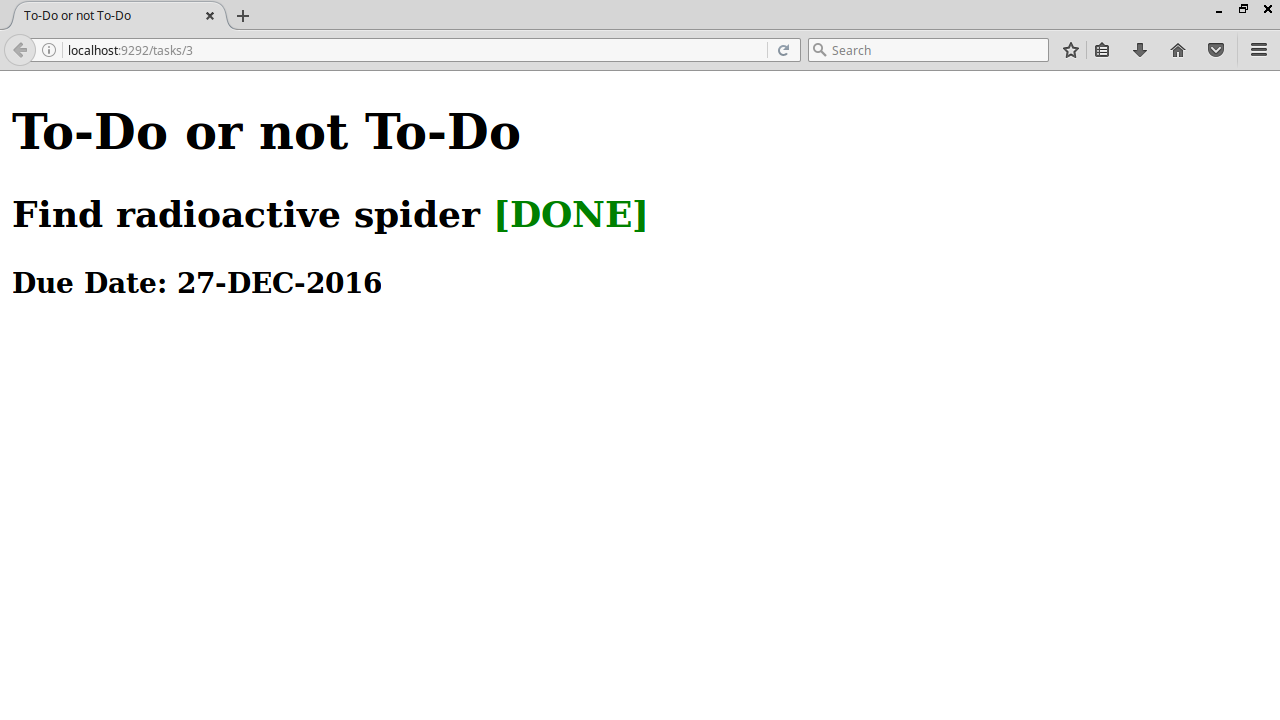 To-Do or not To-Do
localhost:9292/tasks/3
Search
To-Do or not To-Do
Find radioactive spider [DONE]
Due Date: 27-DEC-2016